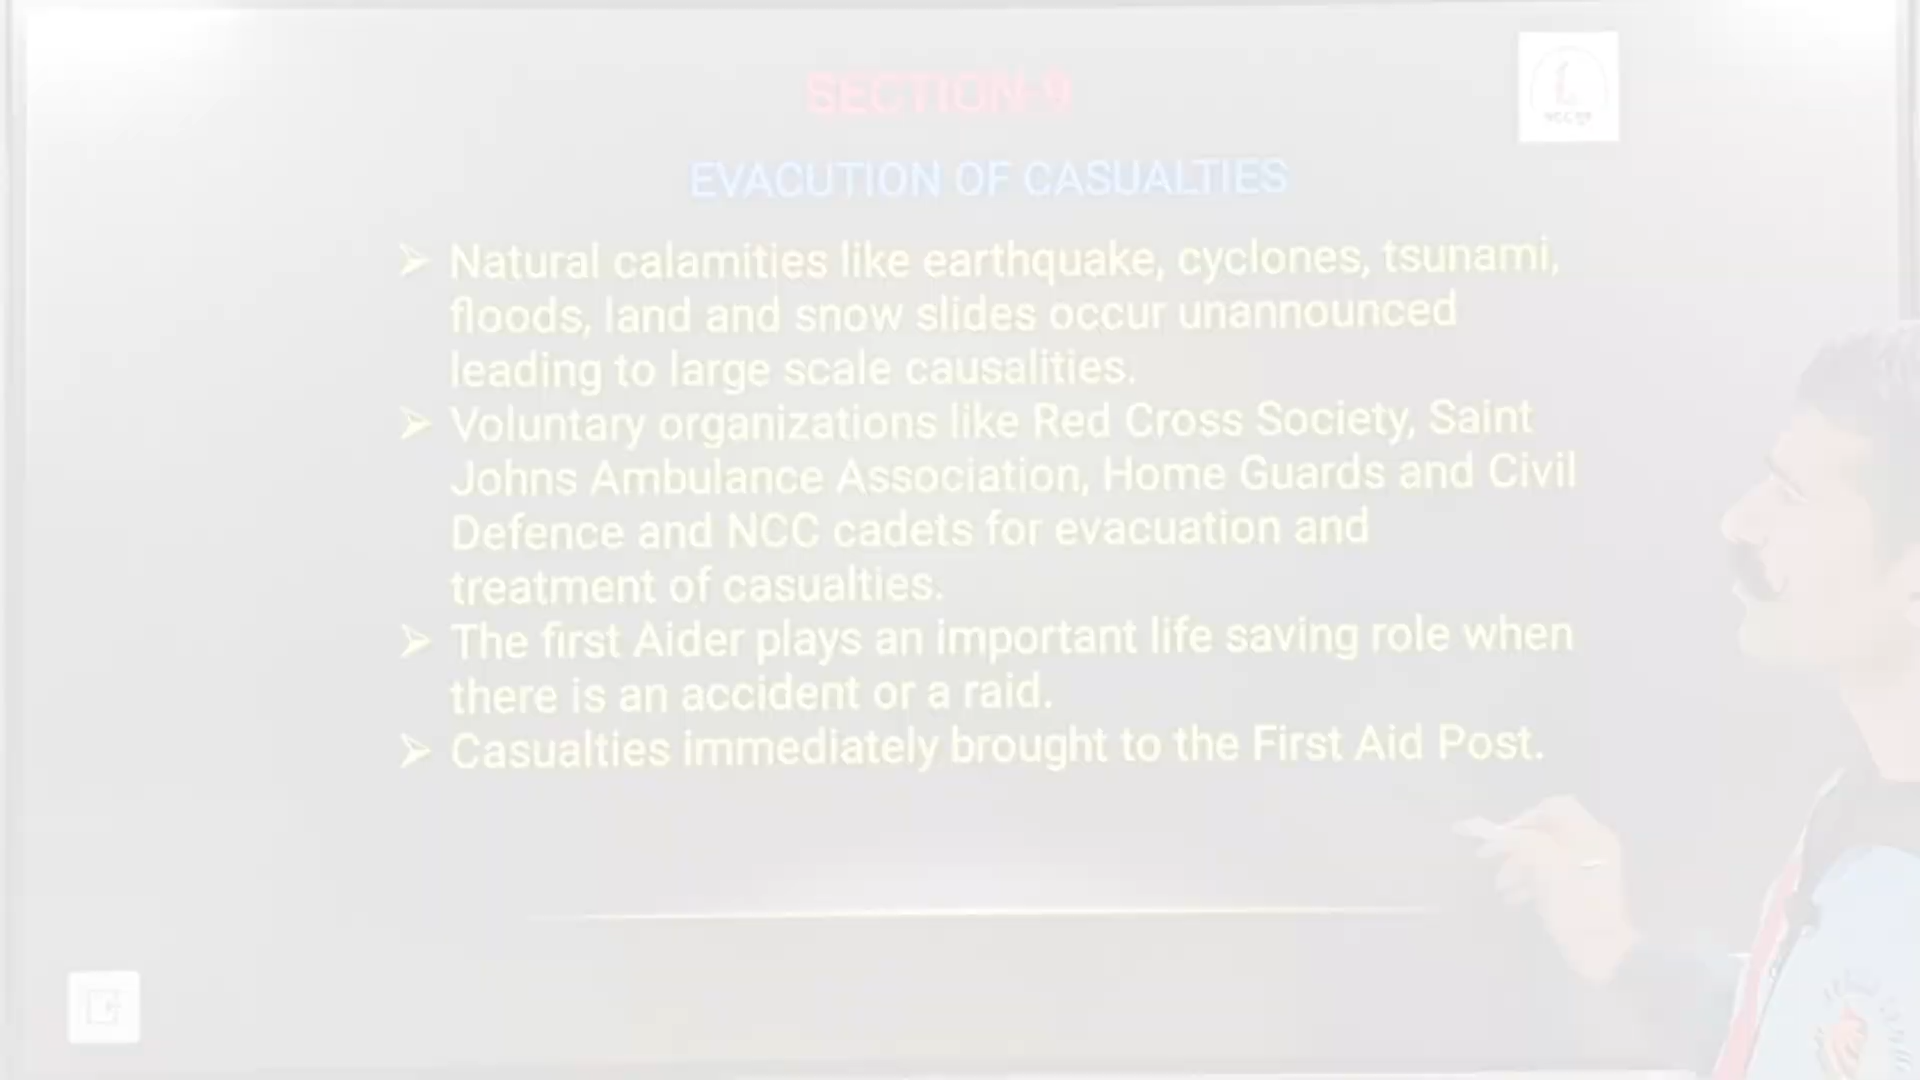 SECTION-9
EVACUTION OF CASUALTIES
➢ Natural calamities like earthquake, cyclones, tsunami,
floods, land and snow slides occur unannounced
leading to large scale causalities.
➢ Voluntary organizations like Red Cross Society, Saint
Johns Ambulance Association, Home Guards and Civil
Defence and NCC cadets for evacuation and
treatment of casualties.
➢ The first Aider plays an important life saving role when
there is an accident or a raid.
➢ Casualties immediately brought to the First Aid Post.